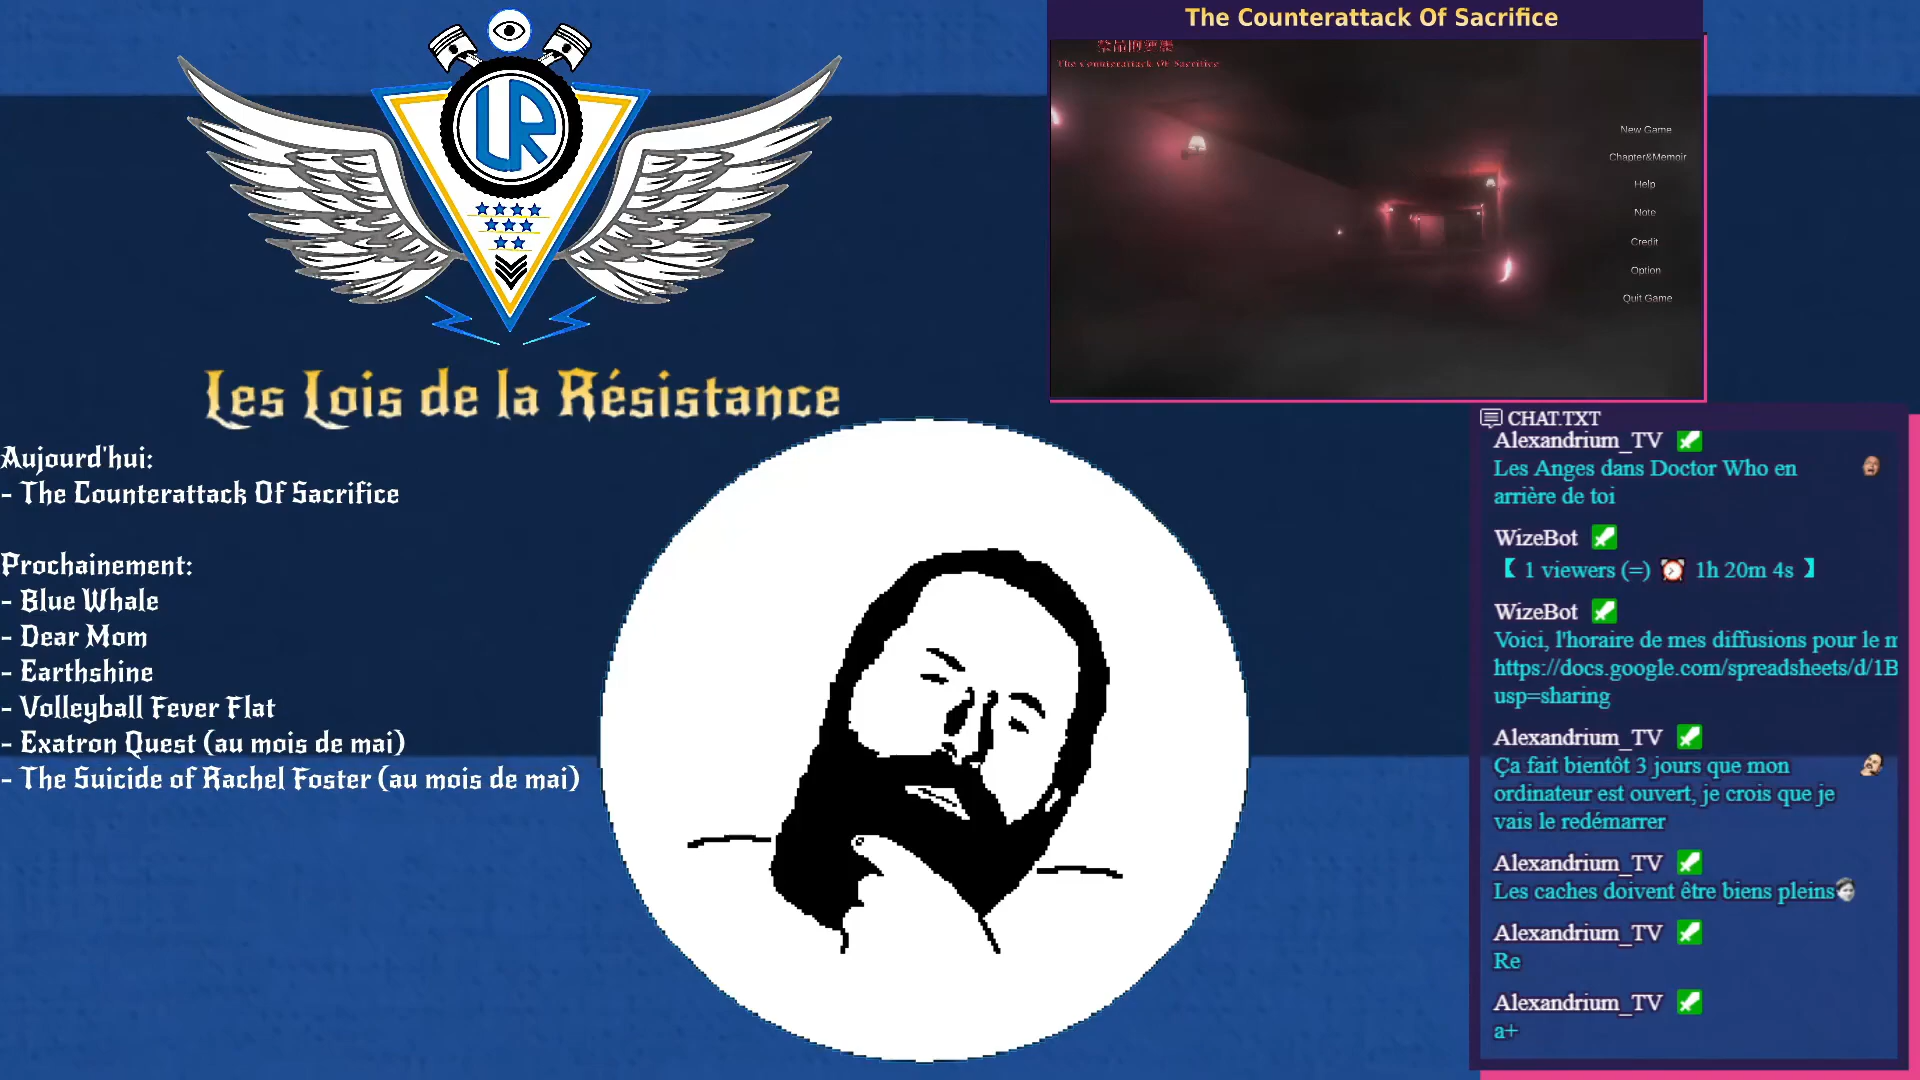 LR
Les Lois de la Résistance
Aujourd'hui:
- The Counterattack Of Sacrifice
Prochainement:
- Blue Whale
- Dear Mom
- Earthshine
- Volleyball Fever Flat
- Exatron Quest (au mois de mai)
- The Suicide of Rachel Foster (au mois de mai)
The Counterattack Of Sacrifice
祭品的逆襲
The Counterattack Of Sacrifice
New Game
Chapter&Memoir
Help
Note
Credit
Option
Quit Game
CHAT.TXT
Alexandrium_TV
Les Anges dans Doctor Who en
arrière de toi
WizeBot
【 1 viewers (=) ⏰ 1h 20m 4s 】
WizeBot
Voici, l'horaire de mes diffusions pour le m
https://docs.google.com/spreadsheets/d/1B
usp=sharing
Alexandrium_TV
Ça fait bientôt 3 jours que mon
ordinateur est ouvert, je crois que je
vais le redémarrer
Alexandrium_TV
Les caches doivent être biens pleins
Alexandrium_TV
Re
Alexandrium_TV
a+